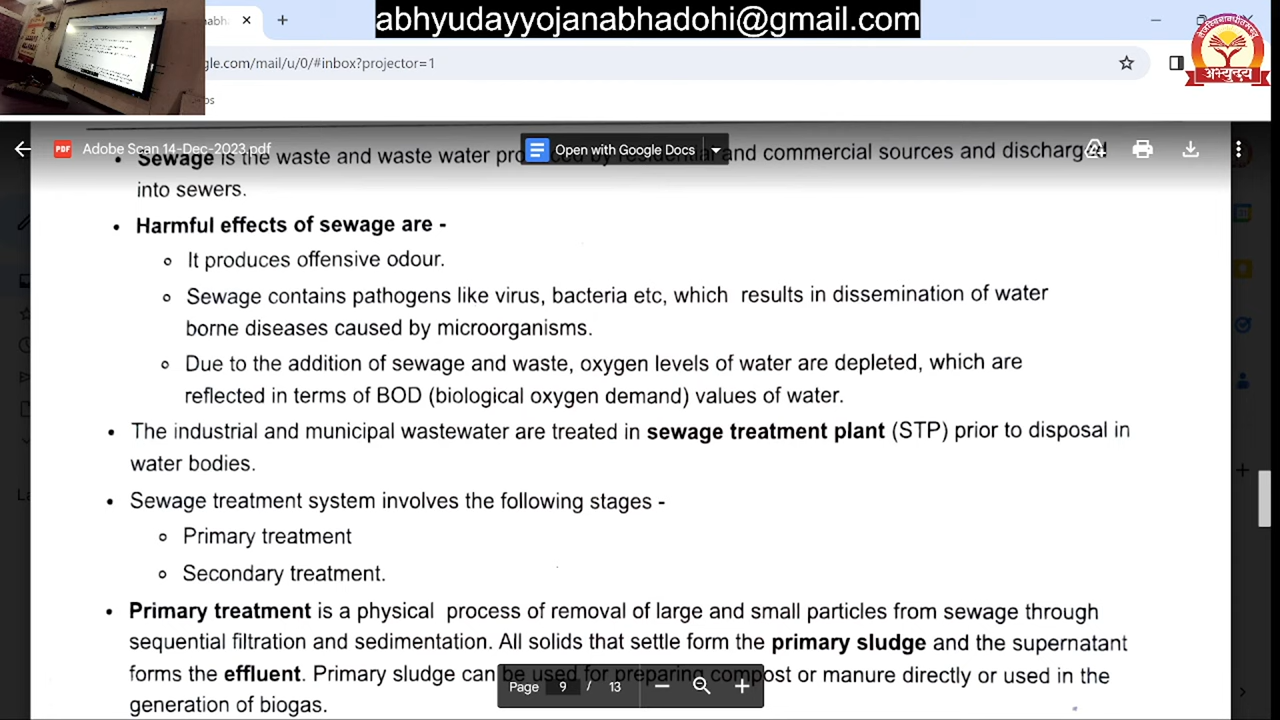 abhyudayyojanabhadohi@gmail.com
gle.com/mail/u/0/#inbox?projector=1
अभ्युदय
PDF
Adobe Scan 14-Dec-2023.pdf
Open with Google Docs
• Sewage is the waste and waste water produced by residential and commercial sources and discharged
into sewers.
• Harmful effects of sewage are -
o It produces offensive odour.
o Sewage contains pathogens like virus, bacteria etc, which results in dissemination of water
borne diseases caused by microorganisms.
o Due to the addition of sewage and waste, oxygen levels of water are depleted, which are
reflected in terms of BOD (biological oxygen demand) values of water.
• The industrial and municipal wastewater are treated in sewage treatment plant (STP) prior to disposal in
water bodies.
• Sewage treatment system involves the following stages -
o Primary treatment
o Secondary treatment.
• Primary treatment is a physical process of removal of large and small particles from sewage through
sequential filtration and sedimentation. All solids that settle form the primary sludge and the supernatant
forms the effluent. Primary sludge can be used for preparing compost or manure directly or used in the
generation of biogas.
Page 9 / 13